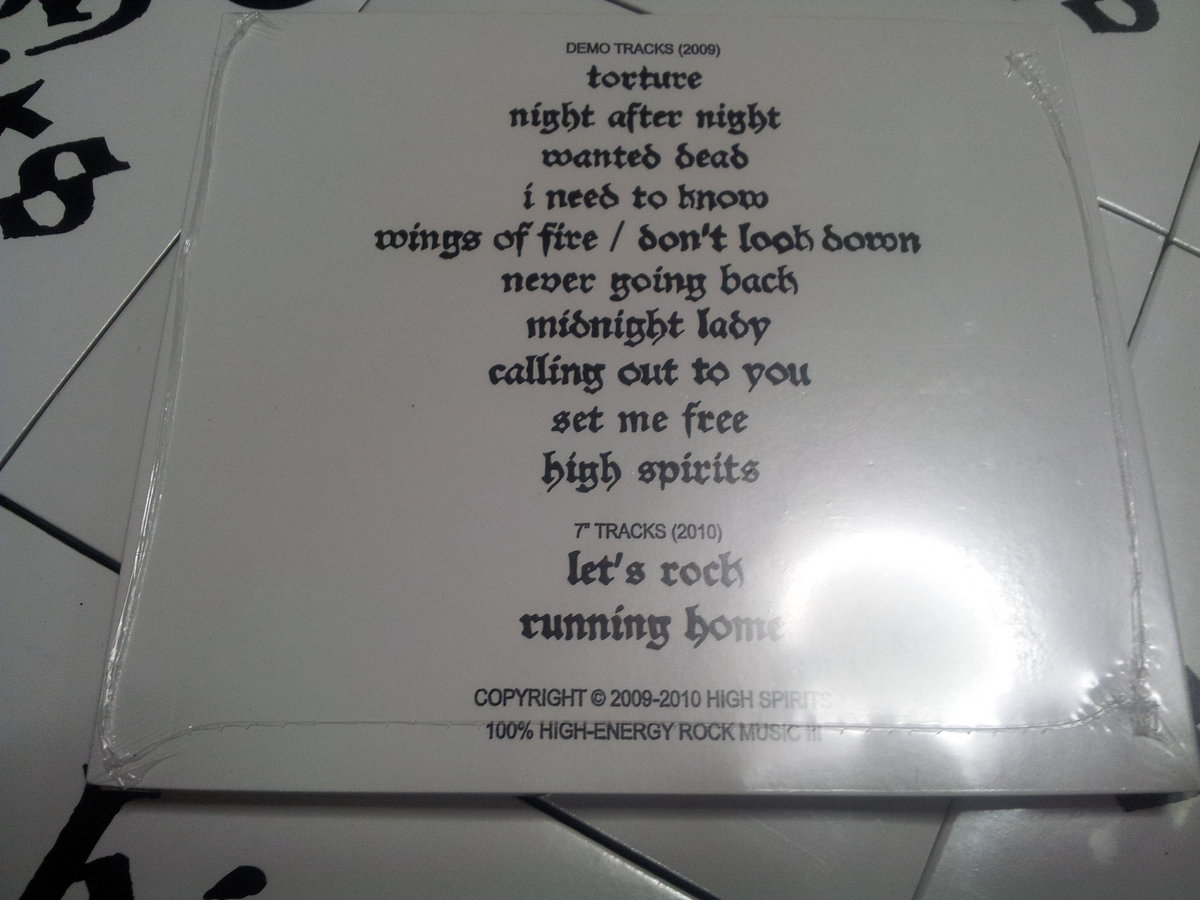 DEMO TRACKS (2009)
torture
night after night
wanted dead
i need to know
wings of fire / don't look down
never going back
midnight lady
calling out to you
set me free
high spirits
7" TRACKS (2010)
let's rock
running home
COPYRIGHT © 2009-2010 HIGH SPIRITS
100% HIGH-ENERGY ROCK MUSIC !!!